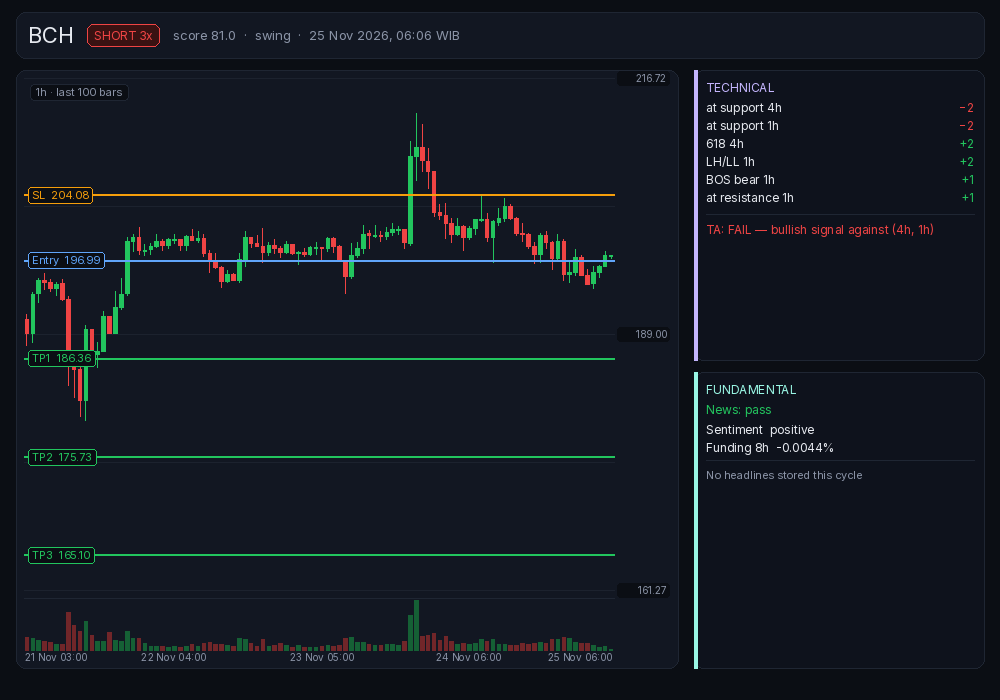 BCH SHORT 3x score 81.0 · swing · 25 Nov 2026, 06:06 WIB
1h · last 100 bars
216.72
SL 204.08
Entry 196.99
189.00
TP1 186.36
TP2 175.73
TP3 165.10
161.27
21 Nov 03:00 22 Nov 04:00 23 Nov 05:00 24 Nov 06:00 25 Nov 06:00
TECHNICAL
at support 4h −2
at support 1h −2
618 4h +2
LH/LL 1h +2
BOS bear 1h +1
at resistance 1h +1
TA: FAIL — bullish signal against (4h, 1h)
FUNDAMENTAL
News: pass
Sentiment positive
Funding 8h -0.0044%
No headlines stored this cycle